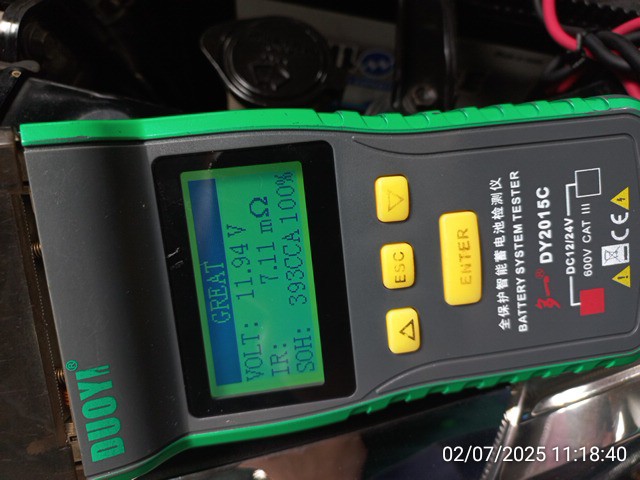 DUOYI®
GREAT
VOLT: 11.94 V
IR: 7.11 mΩ
SOH: 393CCA 100%
ESC
ENTER
全保护智能蓄电池检测仪
BATTERY SYSTEM TESTER
DY2015C
DC12/24V
600V CAT III
CE
02/07/2025 11:18:40